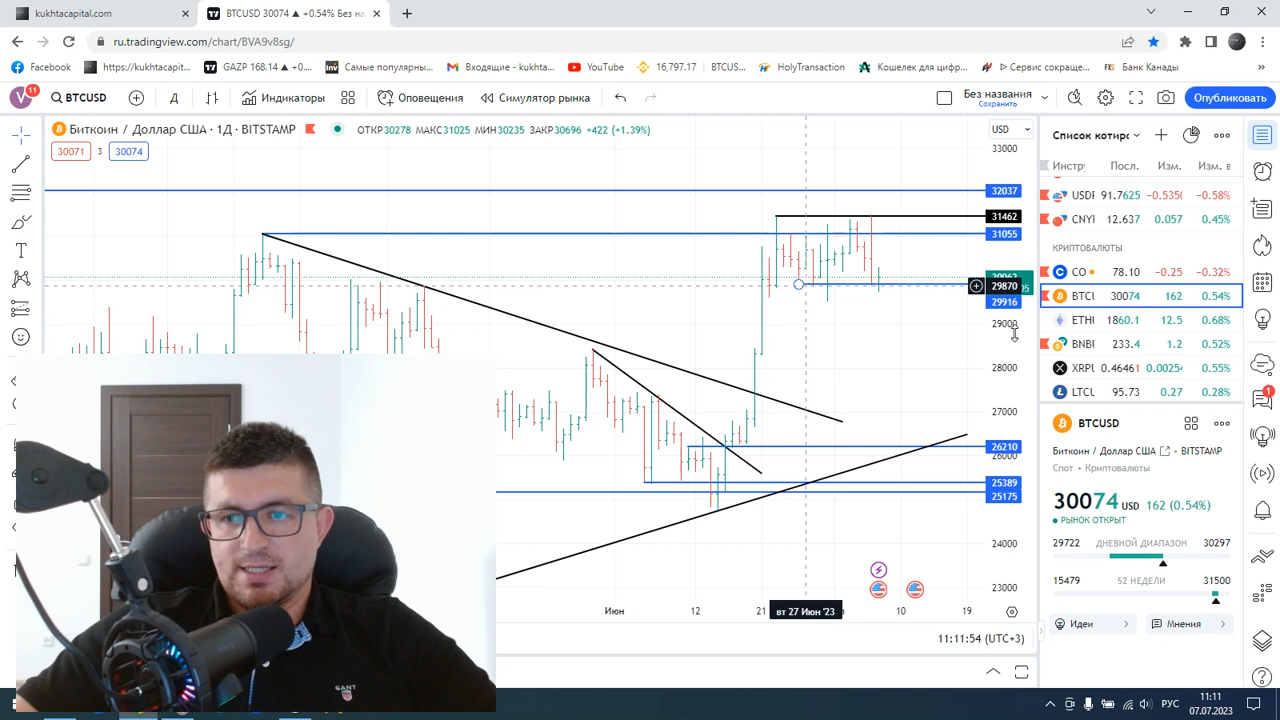 kukhtacapital.com
BTCUSD 30074 ▲ +0.54% Без на
ru.tradingview.com/chart/BVA9v8sg/
Facebook
https://kukhtacapit...
GAZP 168.14 ▲ +0....
Самые популярны...
Входящие - kukhta...
YouTube
16,797.17 | BTCUS...
HolyTransaction
Кошелек для цифр...
▷ Сервис сокраще...
Банк Канады
»
V 11
BTCUSD
Д
Индикаторы
Оповещения
Симулятор рынка
Без названия
Сохранить
Опубликовать
Биткоин / Доллар США · 1Д · BITSTAMP
ОТКР30278 МАКС31025 МИН30235 ЗАКР30696 +422 (+1.39%)
30071 3 30074
USD
33000
32037
31462
31055
29870
29916
29000
28000
27000
26210
26000
25389
25175
24000
23000
Июн
12
21
вт 27 Июн '23
10
19
11:11:54 (UTC+3)
Инстр
Посл.
Изм.
91.7625 -0.58%
12.637 0.057 0.45%
КРИПТОВАЛЮТЫ
CO 78.10 -0.25 -0.32%
30074 162 0.54%
1860.1 12.5 0.68%
233.4 1.2 0.52%
0.46461 0.55%
95.73 0.27 0.28%
BTCUSD
Биткоин / Доллар США • BITSTAMP
Спот • Криптовалюты
30074 USD 162 (0.54%)
РЫНОК ОТКРЫТ
29722 ДНЕВНОЙ ДИАПАЗОН 30297
15479 52 НЕДЕЛИ 31500
Идеи
Мнения
1
GANT
РУС
11:11
07.07.2023